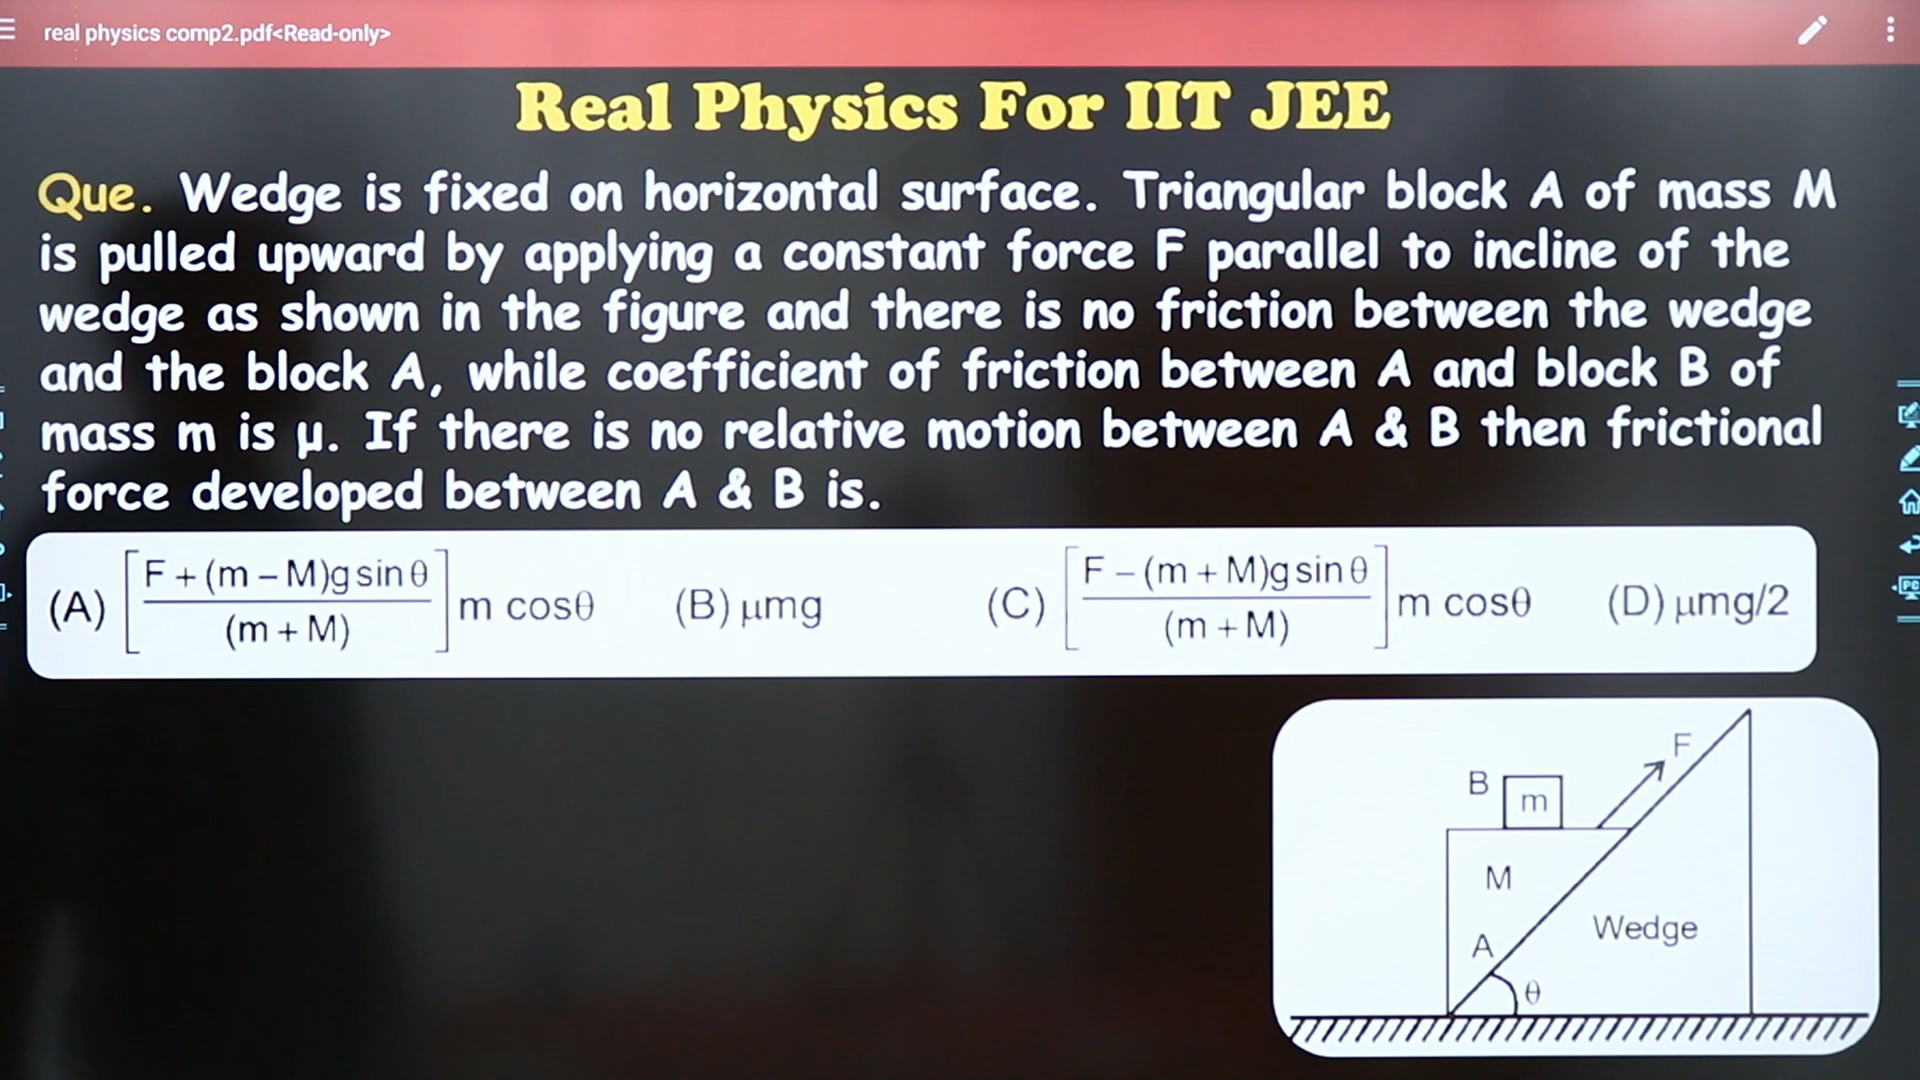 real physics comp2.pdf<Read-only>
Real Physics For IIT JEE
Que. Wedge is fixed on horizontal surface. Triangular block A of mass M
is pulled upward by applying a constant force F parallel to incline of the
wedge as shown in the figure and there is no friction between the wedge
and the block A, while coefficient of friction between A and block B of
mass m is μ. If there is no relative motion between A & B then frictional
force developed between A & B is.
(A) [F + (m – M)g sin θ / (m + M)] m cosθ (B) μmg (C) [F – (m + M)g sin θ / (m + M)] m cosθ (D) μmg/2
F
B m
M
Wedge
A
θ